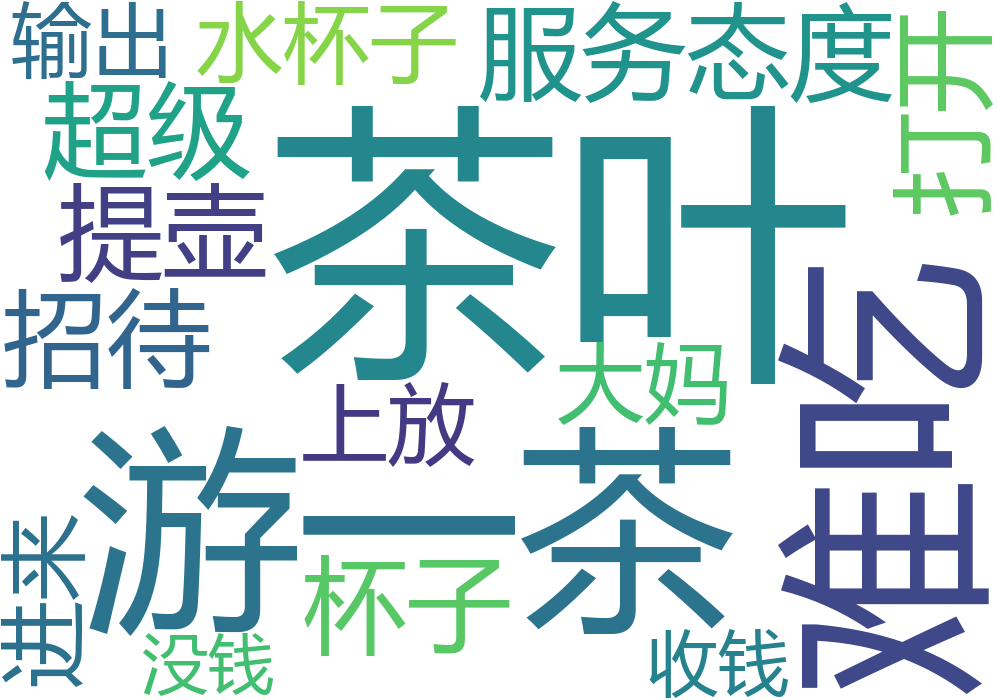 输出
水杯子
服务态度
打开
超级
茶叶
提壶
招待
难吃
大妈
上放
游一茶
进来
杯子
没钱
收钱